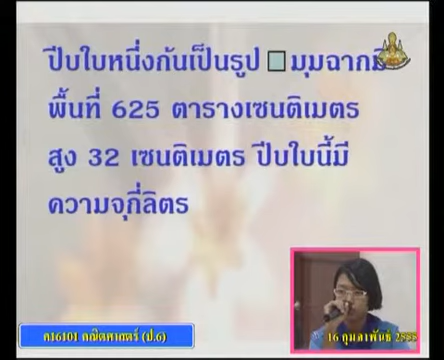 ปีบใบหนึ่งก้นเป็นรูป □ มุมฉากมี
พื้นที่ 625 ตารางเซนติเมตร
สูง 32 เซนติเมตร ปีบใบนี้มี
ความจุกี่ลิตร
ค16101 คณิตศาสตร์ (ป.6)
16 กุมภาพันธ์